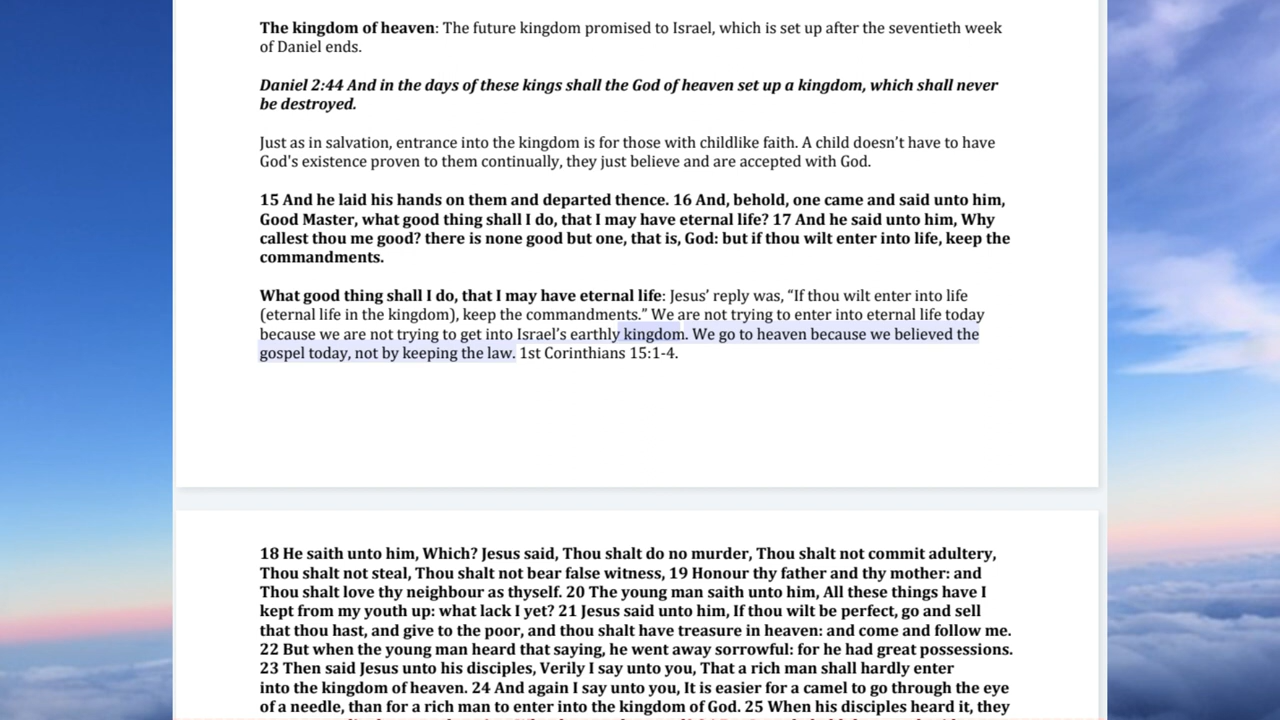 The kingdom of heaven: The future kingdom promised to Israel, which is set up after the seventieth week
of Daniel ends.
Daniel 2:44 And in the days of these kings shall the God of heaven set up a kingdom, which shall never
be destroyed.
Just as in salvation, entrance into the kingdom is for those with childlike faith. A child doesn’t have to have
God's existence proven to them continually, they just believe and are accepted with God.
15 And he laid his hands on them and departed thence. 16 And, behold, one came and said unto him,
Good Master, what good thing shall I do, that I may have eternal life? 17 And he said unto him, Why
callest thou me good? there is none good but one, that is, God: but if thou wilt enter into life, keep the
commandments.
What good thing shall I do, that I may have eternal life: Jesus’ reply was, “If thou wilt enter into life
(eternal life in the kingdom), keep the commandments.” We are not trying to enter into eternal life today
because we are not trying to get into Israel’s earthly kingdom. We go to heaven because we believed the
gospel today, not by keeping the law. 1st Corinthians 15:1-4.
18 He saith unto him, Which? Jesus said, Thou shalt do no murder, Thou shalt not commit adultery,
Thou shalt not steal, Thou shalt not bear false witness, 19 Honour thy father and thy mother: and
Thou shalt love thy neighbour as thyself. 20 The young man saith unto him, All these things have I
kept from my youth up: what lack I yet? 21 Jesus said unto him, If thou wilt be perfect, go and sell
that thou hast, and give to the poor, and thou shalt have treasure in heaven: and come and follow me.
22 But when the young man heard that saying, he went away sorrowful: for he had great possessions.
23 Then said Jesus unto his disciples, Verily I say unto you, That a rich man shall hardly enter
into the kingdom of heaven. 24 And again I say unto you, It is easier for a camel to go through the eye
of a needle, than for a rich man to enter into the kingdom of God. 25 When his disciples heard it, they